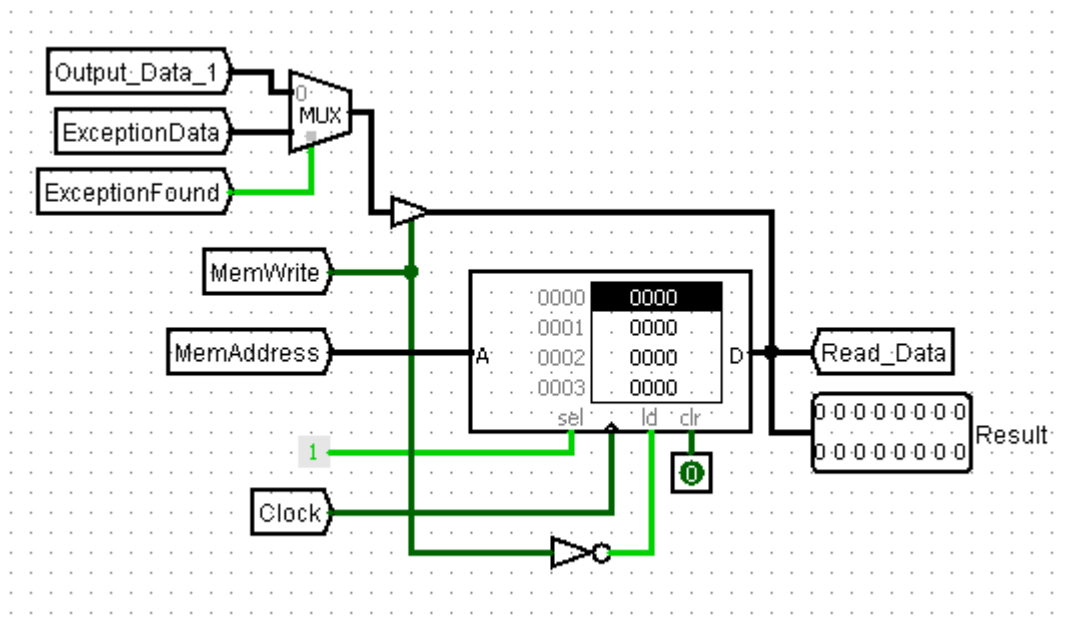 Output_Data_1
0
MUX
ExceptionData
ExceptionFound
MemWrite
0000 0000
0001 0000
MemAddress
A
0002 0000
D
Read_Data
0003 0000
sel
ld
clr
0 0 0 0 0 0 0 0
0 0 0 0 0 0 0 0
Result
1
0
Clock